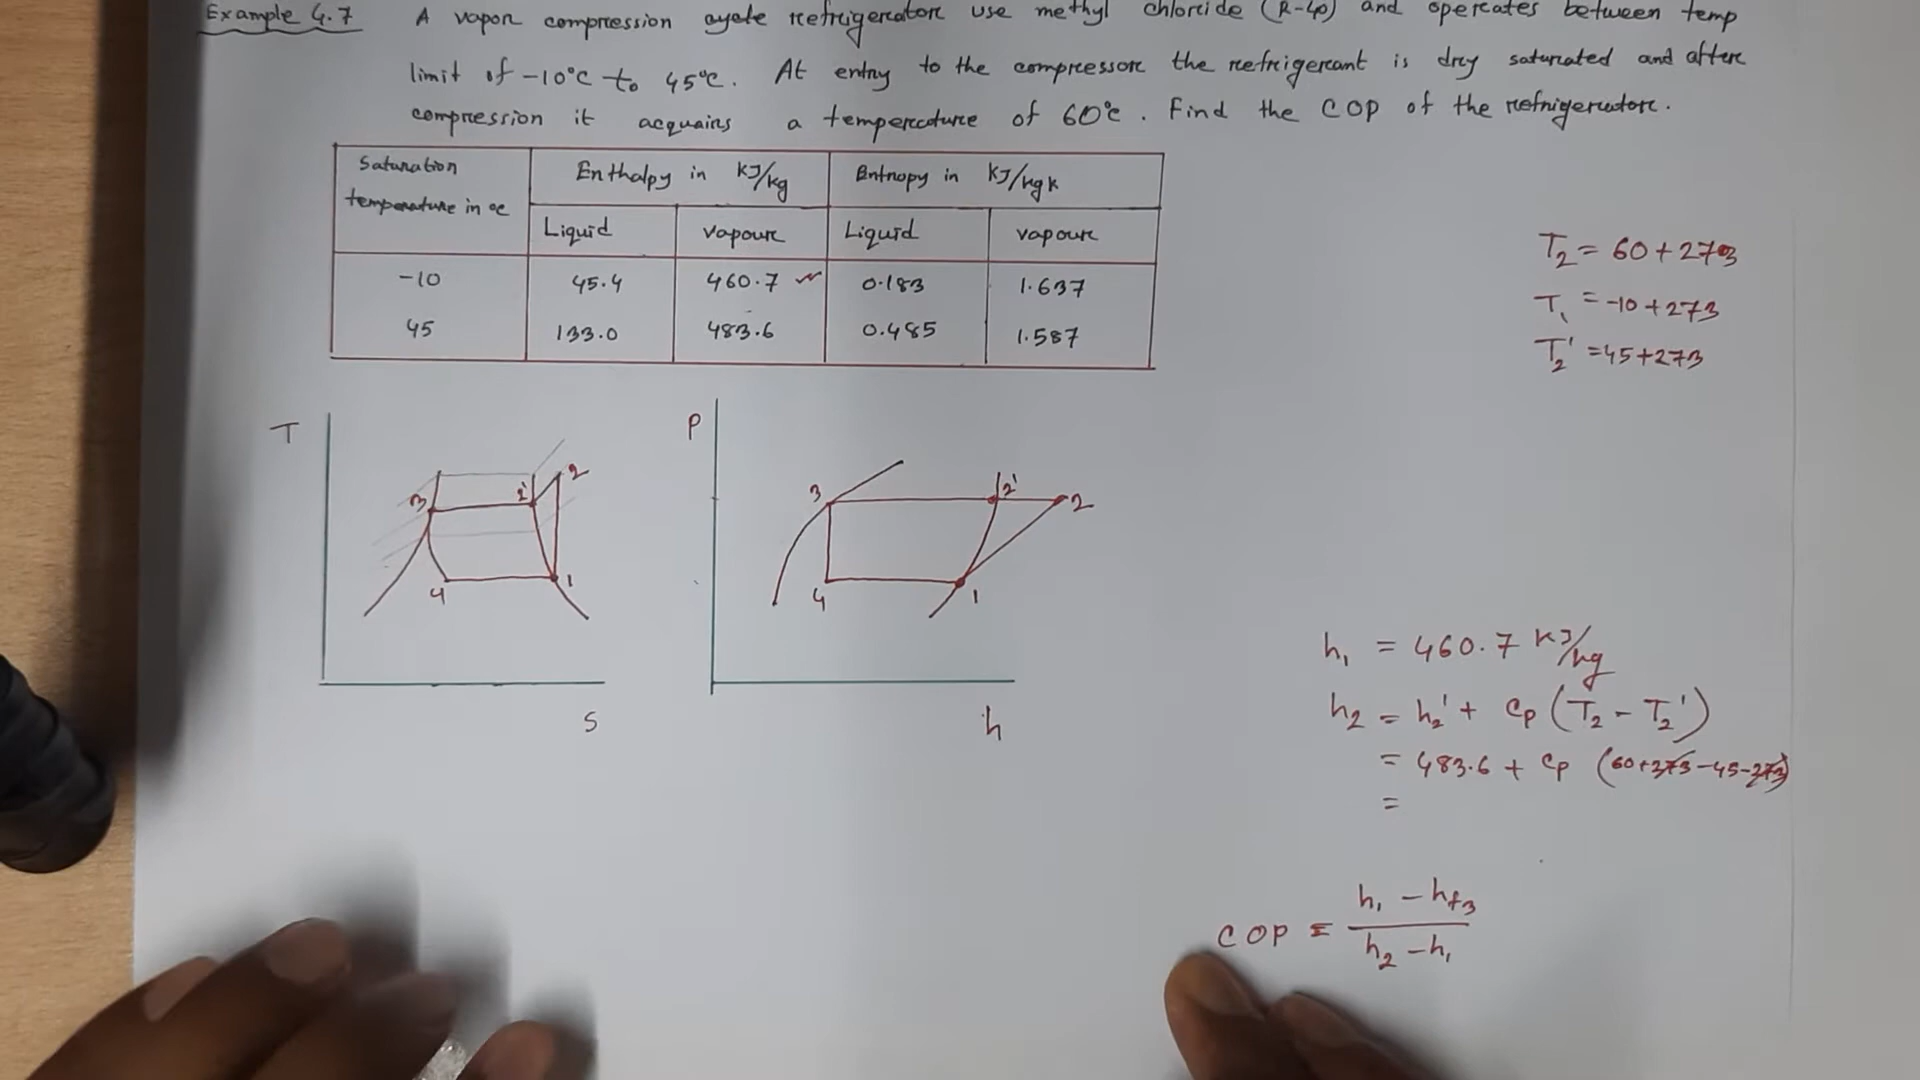 Example 4.7 A vapor compression cycle refrigerator use methyl chloride (R-40) and operates between temp
limit of -10°C to 45°C. At entry to the compressor the refrigerant is dry saturated and after
compression it acquairs a temperature of 60°C. Find the COP of the refrigerator.
Saturation temperature in °C
Enthalpy in KJ/kg
Entropy in KJ/kgK
Liquid vapour Liquid vapour
-10 45.4 460.7 0.183 1.637
45 133.0 483.6 0.485 1.587
T₂ = 60+273
T₁ = -10+273
T₂' = 45+273
T
3 2' 2
4 1
S
P
3 2' 2
4 1
h
h₁ = 460.7 KJ/kg
h₂ = h₂' + Cp (T₂ - T₂')
= 483.6 + Cp (60+273-45-273)
=
COP = h₁ - hf₃ / h₂ - h₁